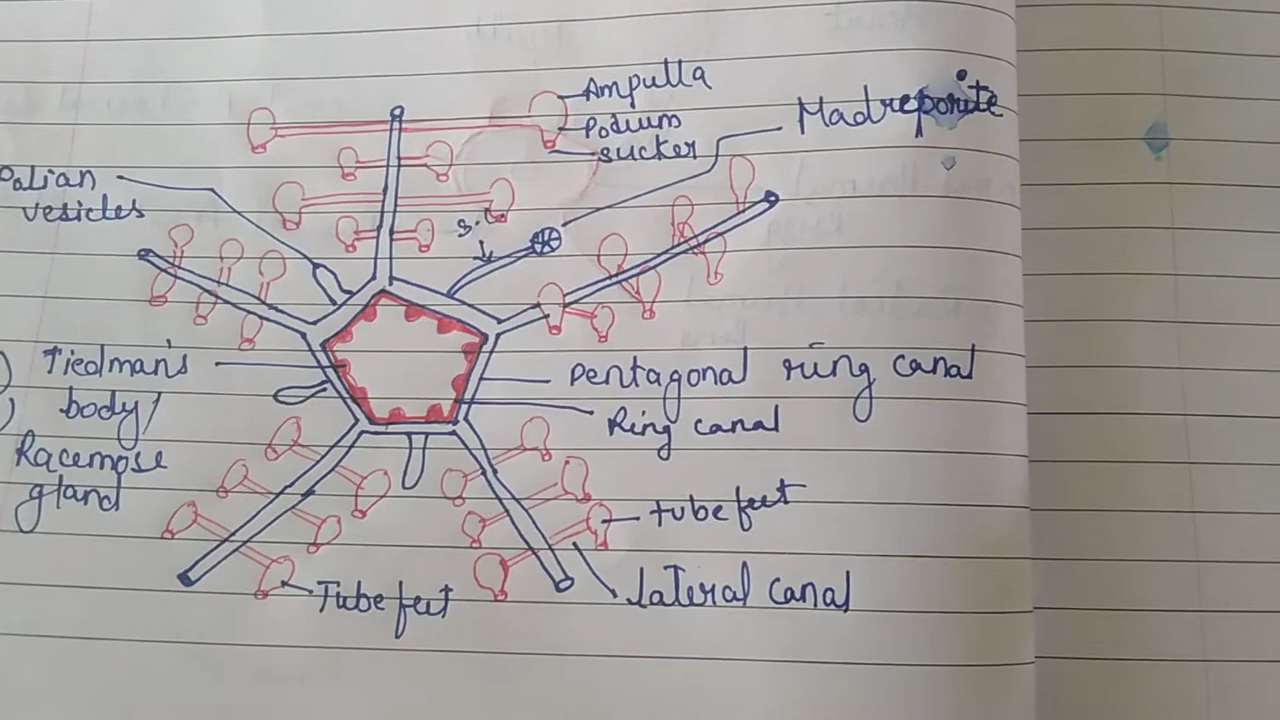 Ampulla
Podium
sucker
Madreporite
Polian
vesicles
s.c
Tiedman's
body/
Racemose
gland
Pentagonal ring canal
Ring canal
tube feet
Tube feet
Lateral canal